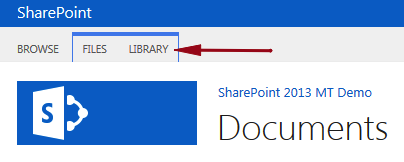 SharePoint
BROWSE FILES LIBRARY
S
SharePoint 2013 MT Demo
Documents